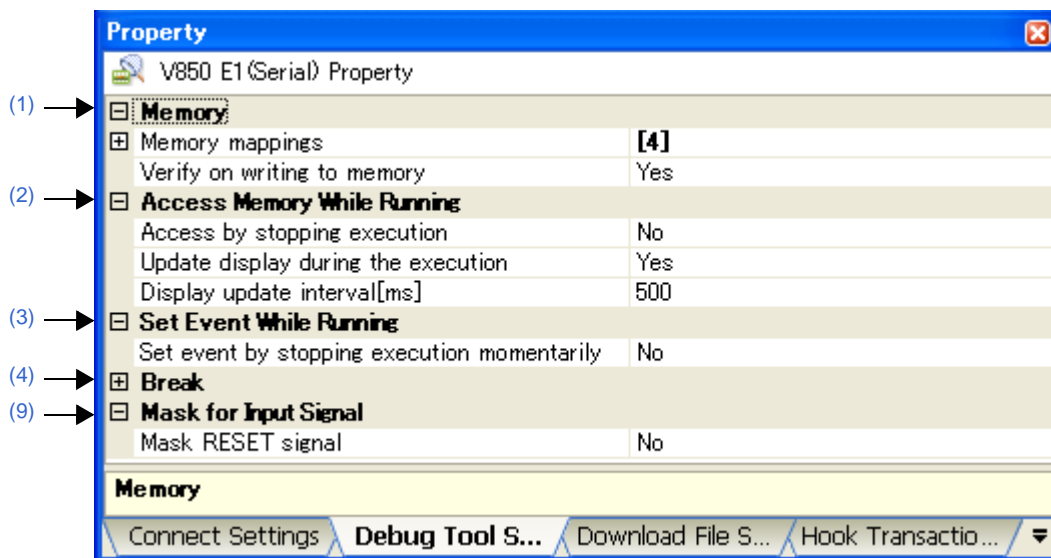 Property
V850 E1(Serial) Property
(1) Memory
Memory mappings [4]
Verify on writing to memory Yes
(2) Access Memory While Running
Access by stopping execution No
Update display during the execution Yes
Display update interval[ms] 500
(3) Set Event While Running
Set event by stopping execution momentarily No
(4) Break
(9) Mask for Input Signal
Mask RESET signal No
Memory
Connect Settings Debug Tool S... Download File S... Hook Transactio...